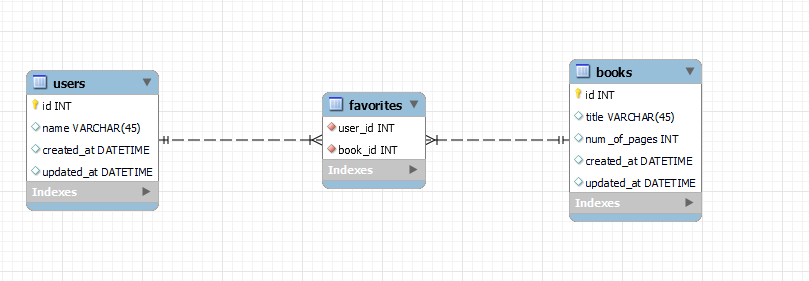 users
id INT
name VARCHAR(45)
created_at DATETIME
updated_at DATETIME
Indexes
favorites
user_id INT
book_id INT
Indexes
books
id INT
title VARCHAR(45)
num _of_pages INT
created_at DATETIME
updated_at DATETIME
Indexes